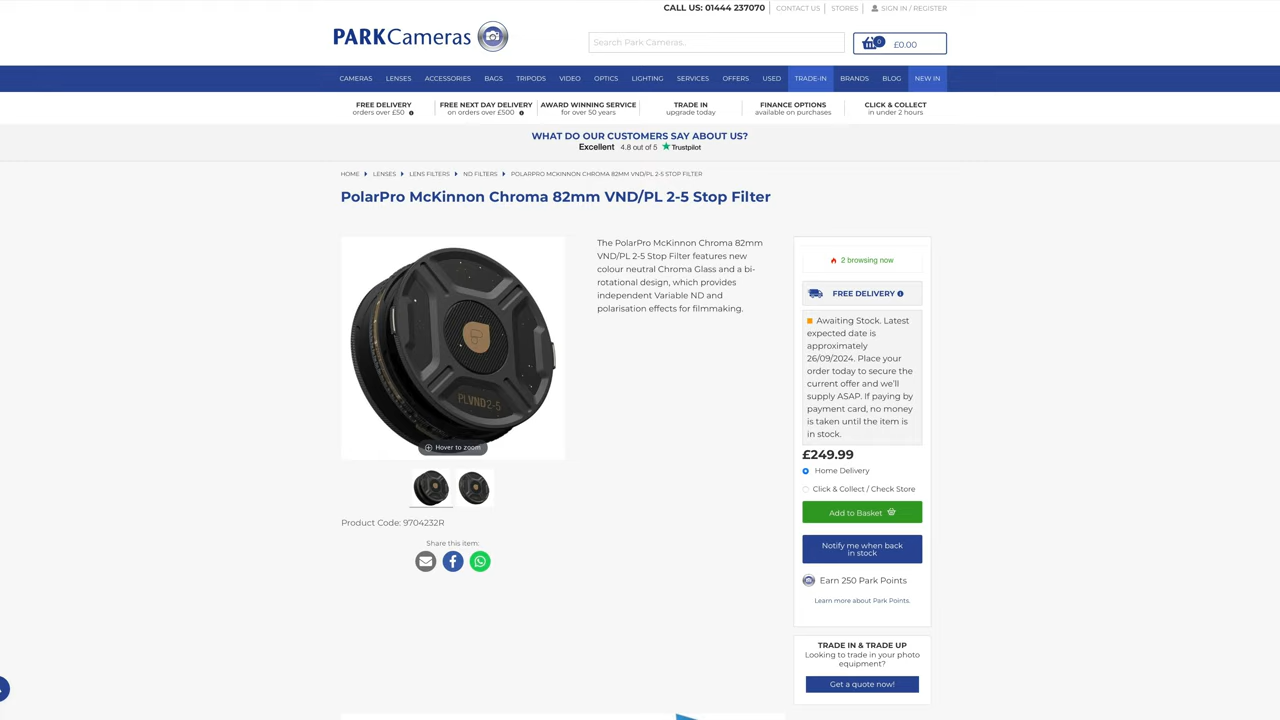 CALL US: 01444 237070
CONTACT US
STORES
SIGN IN / REGISTER
PARKCameras
Search Park Cameras..
0
£0.00
CAMERAS LENSES ACCESSORIES BAGS TRIPODS VIDEO OPTICS LIGHTING SERVICES OFFERS USED TRADE-IN BRANDS BLOG NEW IN
FREE DELIVERY
orders over £50
FREE NEXT DAY DELIVERY
on orders over £500
AWARD WINNING SERVICE
for over 50 years
TRADE IN
upgrade today
FINANCE OPTIONS
available on purchases
CLICK & COLLECT
in under 2 hours
WHAT DO OUR CUSTOMERS SAY ABOUT US?
Excellent 4.8 out of 5 Trustpilot
HOME LENSES LENS FILTERS ND FILTERS POLARPRO MCKINNON CHROMA 82MM VND/PL 2-5 STOP FILTER
PolarPro McKinnon Chroma 82mm VND/PL 2-5 Stop Filter
PLVND2-5
Hover to zoom
Product Code: 9704232R
Share this item:
The PolarPro McKinnon Chroma 82mm
VND/PL 2-5 Stop Filter features new
colour neutral Chroma Glass and a bi-
rotational design, which provides
independent Variable ND and
polarisation effects for filmmaking.
2 browsing now
FREE DELIVERY
Awaiting Stock. Latest
expected date is
approximately
26/09/2024. Place your
order today to secure the
current offer and we'll
supply ASAP. If paying by
payment card, no money
is taken until the item is
in stock.
£249.99
Home Delivery
Click & Collect / Check Store
Add to Basket
Notify me when back
in stock
Earn 250 Park Points
Learn more about Park Points.
TRADE IN & TRADE UP
Looking to trade in your photo
equipment?
Get a quote now!